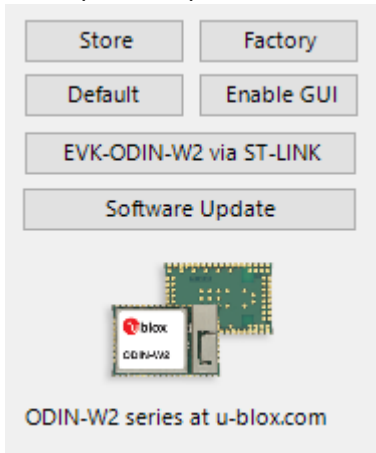 Store Factory
Default Enable GUI
EVK-ODIN-W2 via ST-LINK
Software Update
blox
ODIN-W2
ODIN-W2 series at u-blox.com